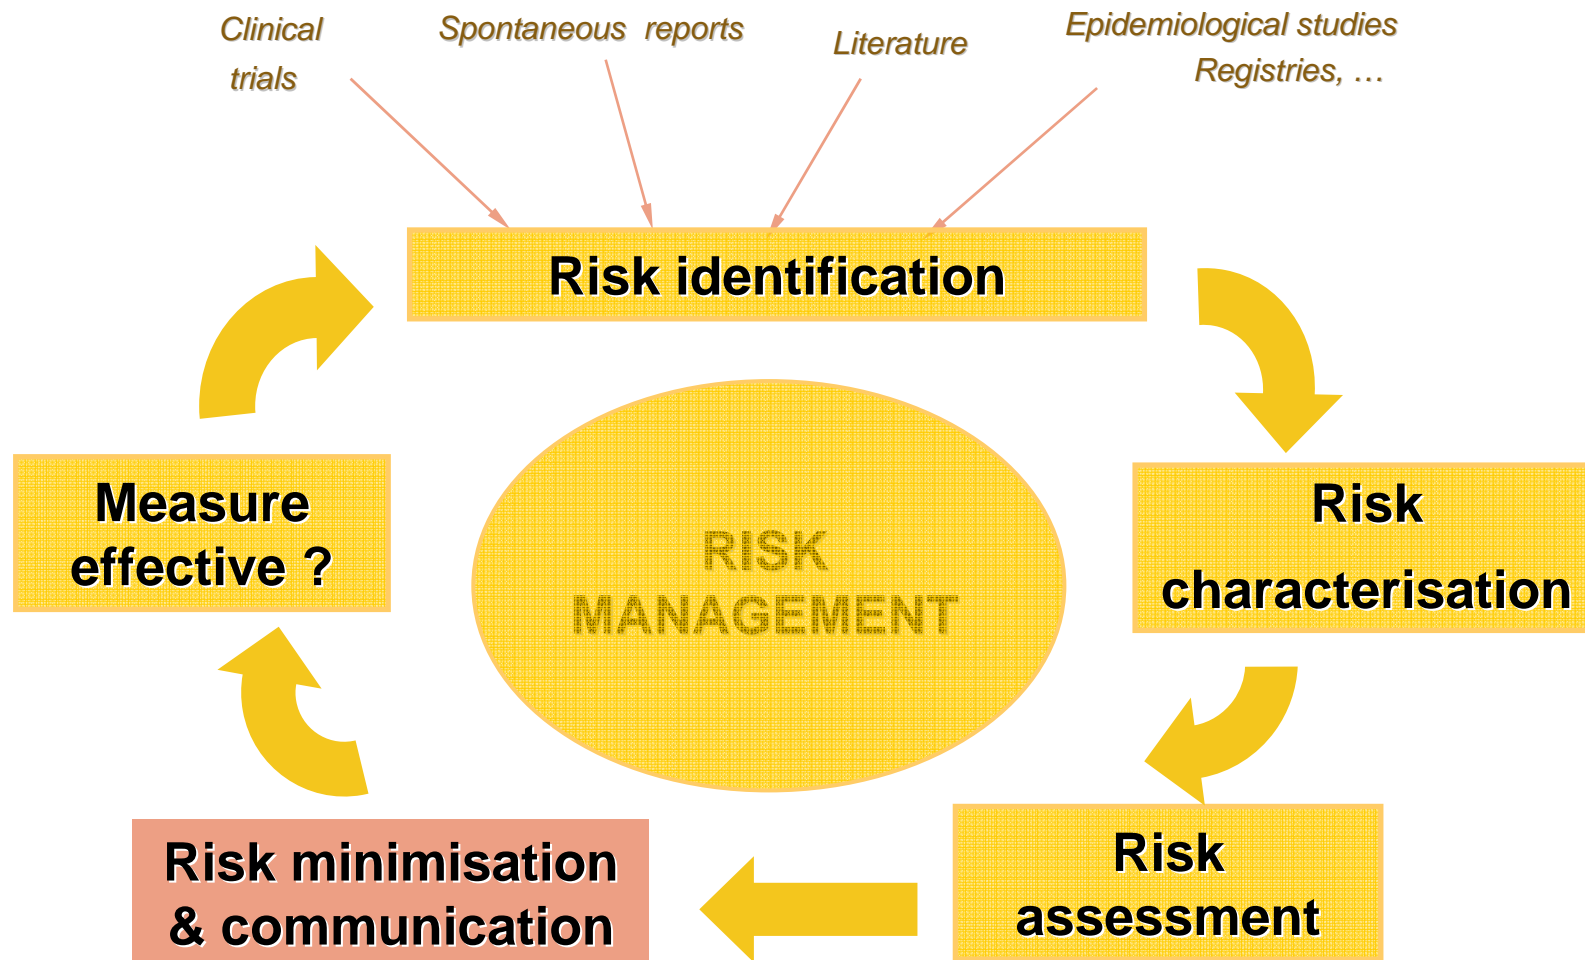 Clinical
trials
Spontaneous reports
Literature
Epidemiological studies
Registries, …
Risk identification
Risk
characterisation
Risk
assessment
Risk minimisation
& communication
Measure
effective ?
RISK
MANAGEMENT